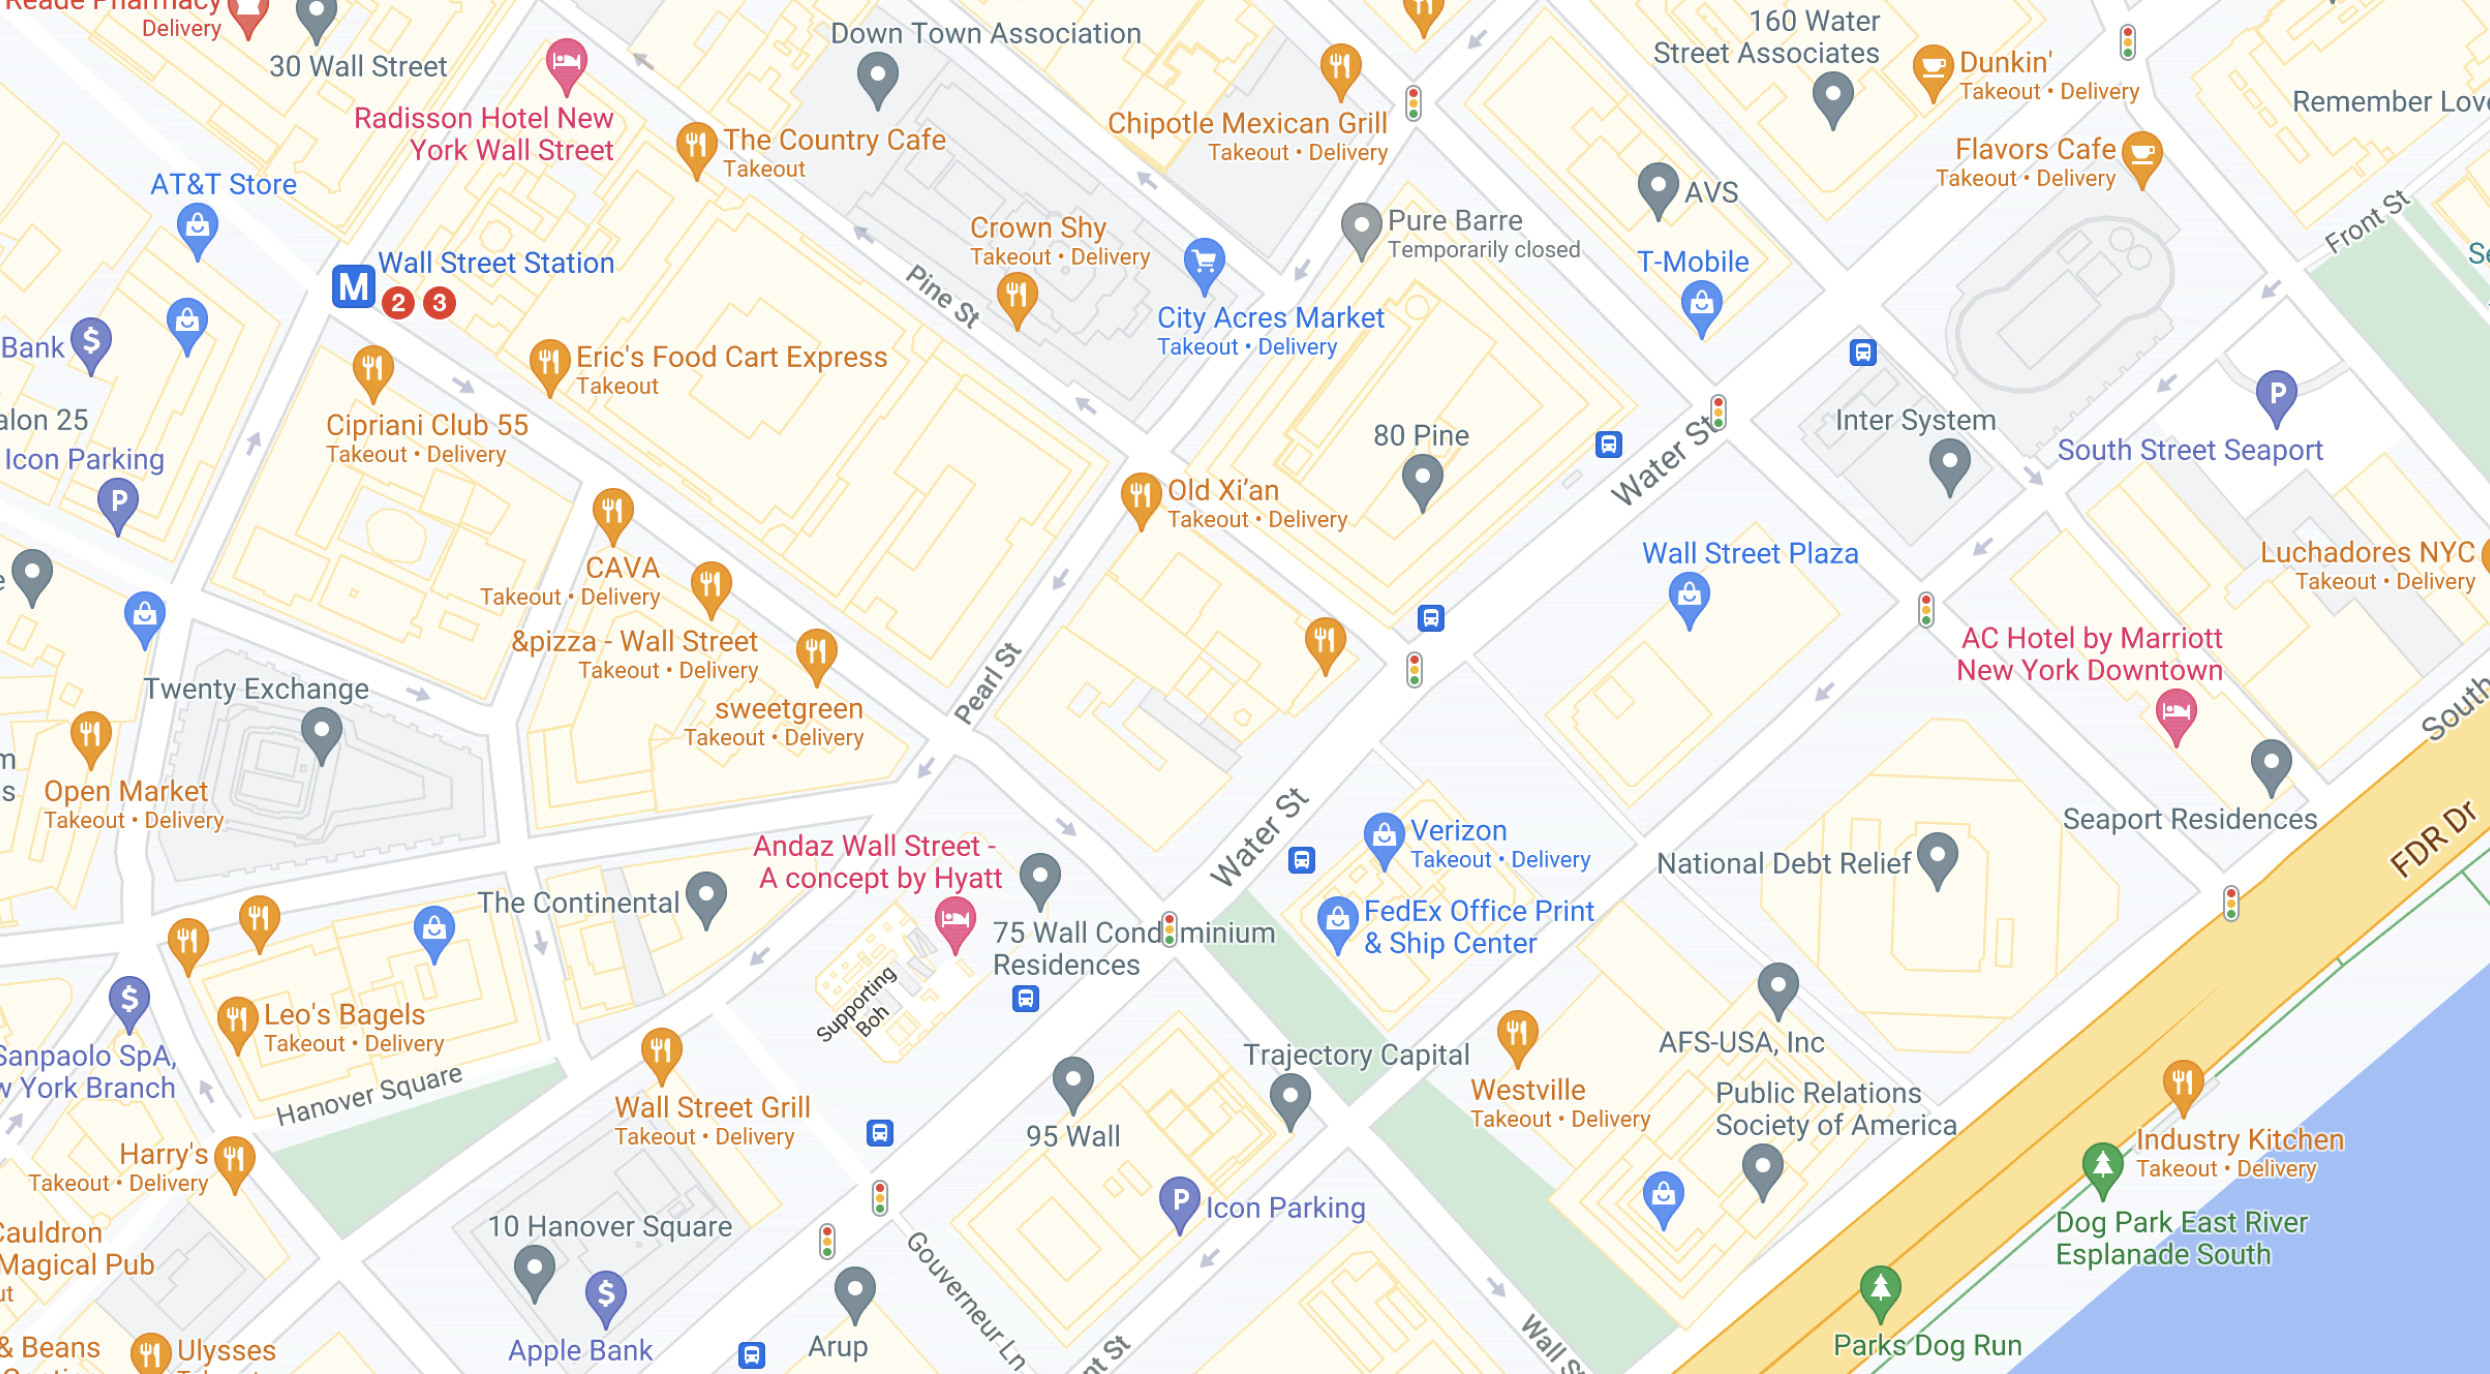 Reade Pharmacy
Delivery
30 Wall Street
Radisson Hotel New
York Wall Street
AT&T Store
M
Wall Street Station
2
3
Bank
$
Down Town Association
The Country Cafe
Takeout
Chipotle Mexican Grill
Takeout • Delivery
Crown Shy
Takeout • Delivery
Pine St
City Acres Market
Takeout • Delivery
Pure Barre
Temporarily closed
160 Water
Street Associates
Dunkin'
Takeout • Delivery
Flavors Cafe
Takeout • Delivery
AVS
T-Mobile
Remember Love
Front St
Eric's Food Cart Express
Takeout
Cipriani Club 55
Takeout • Delivery
alon 25
Icon Parking
P
80 Pine
Water St
Inter System
P
South Street Seaport
Old Xi’an
Takeout • Delivery
CAVA
Takeout • Delivery
&pizza - Wall Street
Takeout • Delivery
sweetgreen
Takeout • Delivery
Pearl St
Wall Street Plaza
Luchadores NYC
Takeout • Delivery
AC Hotel by Marriott
New York Downtown
South
Twenty Exchange
Open Market
Takeout • Delivery
Andaz Wall Street -
A concept by Hyatt
Water St
Verizon
Takeout • Delivery
FedEx Office Print
& Ship Center
National Debt Relief
Seaport Residences
FDR Dr
The Continental
75 Wall Condominium
Residences
Supporting
Boh
Leo's Bagels
Takeout • Delivery
$
Sanpaolo SpA,
w York Branch
Hanover Square
Wall Street Grill
Takeout • Delivery
95 Wall
Trajectory Capital
Westville
Takeout • Delivery
AFS-USA, Inc
Public Relations
Society of America
Industry Kitchen
Takeout • Delivery
Harry's
Takeout • Delivery
Cauldron
Magical Pub
ut
10 Hanover Square
$
Apple Bank
P
Icon Parking
Dog Park East River
Esplanade South
Gouverneur Ln
Arup
nt St
Wall St
Parks Dog Run
& Beans
Ulysses